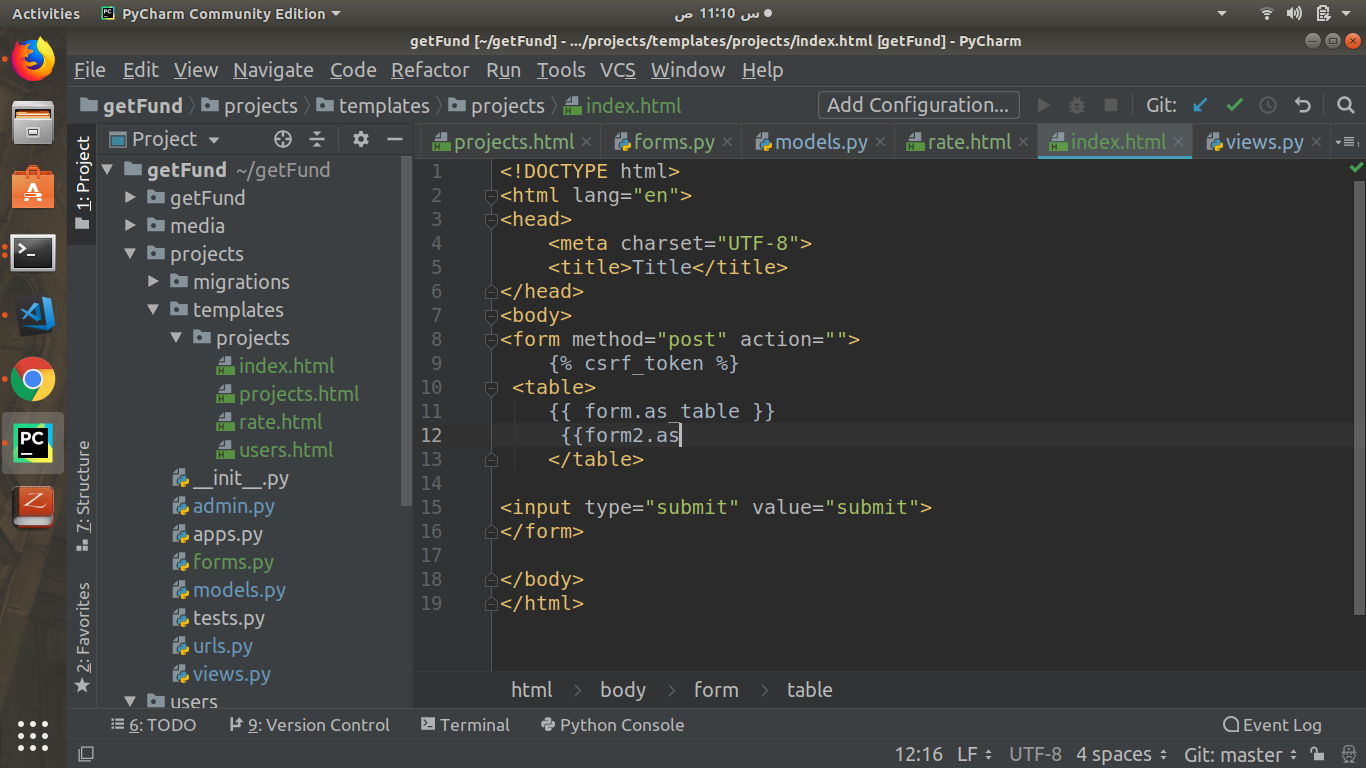 Activities PyCharm Community Edition س 11:10 ص
getFund [~/getFund] - .../projects/templates/projects/index.html [getFund] - PyCharm
File Edit View Navigate Code Refactor Run Tools VCS Window Help
getFund projects templates projects index.html Add Configuration... Git:
Project projects.html forms.py models.py rate.html index.html views.py
1: Project
7: Structure
2: Favorites
getFund ~/getFund
getFund
media
projects
migrations
templates
projects
index.html
projects.html
rate.html
users.html
__init__.py
admin.py
apps.py
forms.py
models.py
tests.py
urls.py
views.py
users
1 <!DOCTYPE html>
2 <html lang="en">
3 <head>
4 <meta charset="UTF-8">
5 <title>Title</title>
6 </head>
7 <body>
8 <form method="post" action="">
9 {% csrf_token %}
10 <table>
11 {{ form.as_table }}
12 {{form2.as
13 </table>
14
15 <input type="submit" value="submit">
16 </form>
17
18 </body>
19 </html>
html body form table
6: TODO 9: Version Control Terminal Python Console Event Log
12:16 LF UTF-8 4 spaces Git: master